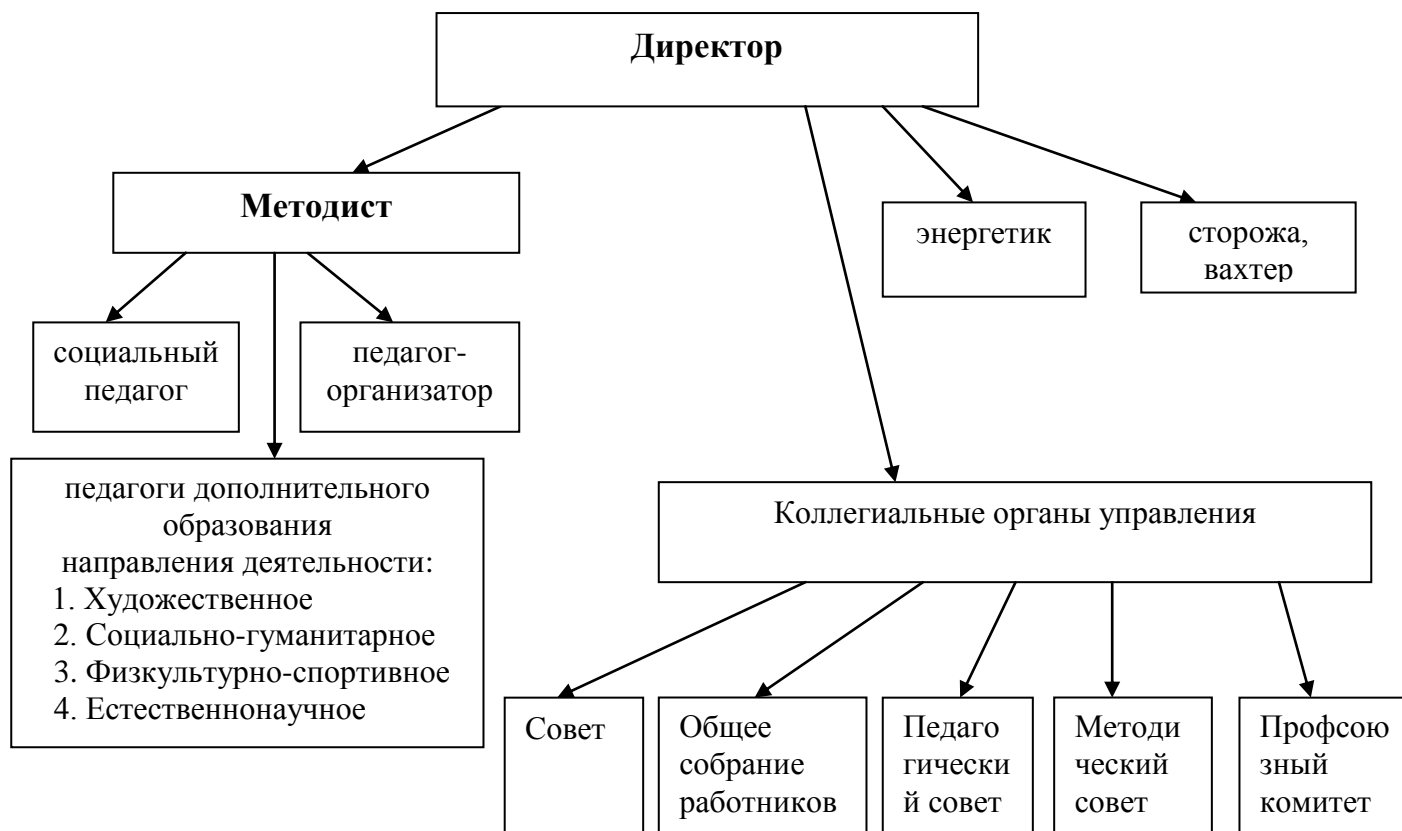 Директор
Методист
энергетик
сторожа,
вахтер
социальный
педагог
педагог-
организатор
педагоги дополнительного
образования
направления деятельности:
1. Художественное
2. Социально-гуманитарное
3. Физкультурно-спортивное
4. Естественнонаучное
Коллегиальные органы управления
Совет
Общее
собрание
работников
Педаго
гически
й совет
Методи
ческий
совет
Профсою
зный
комитет